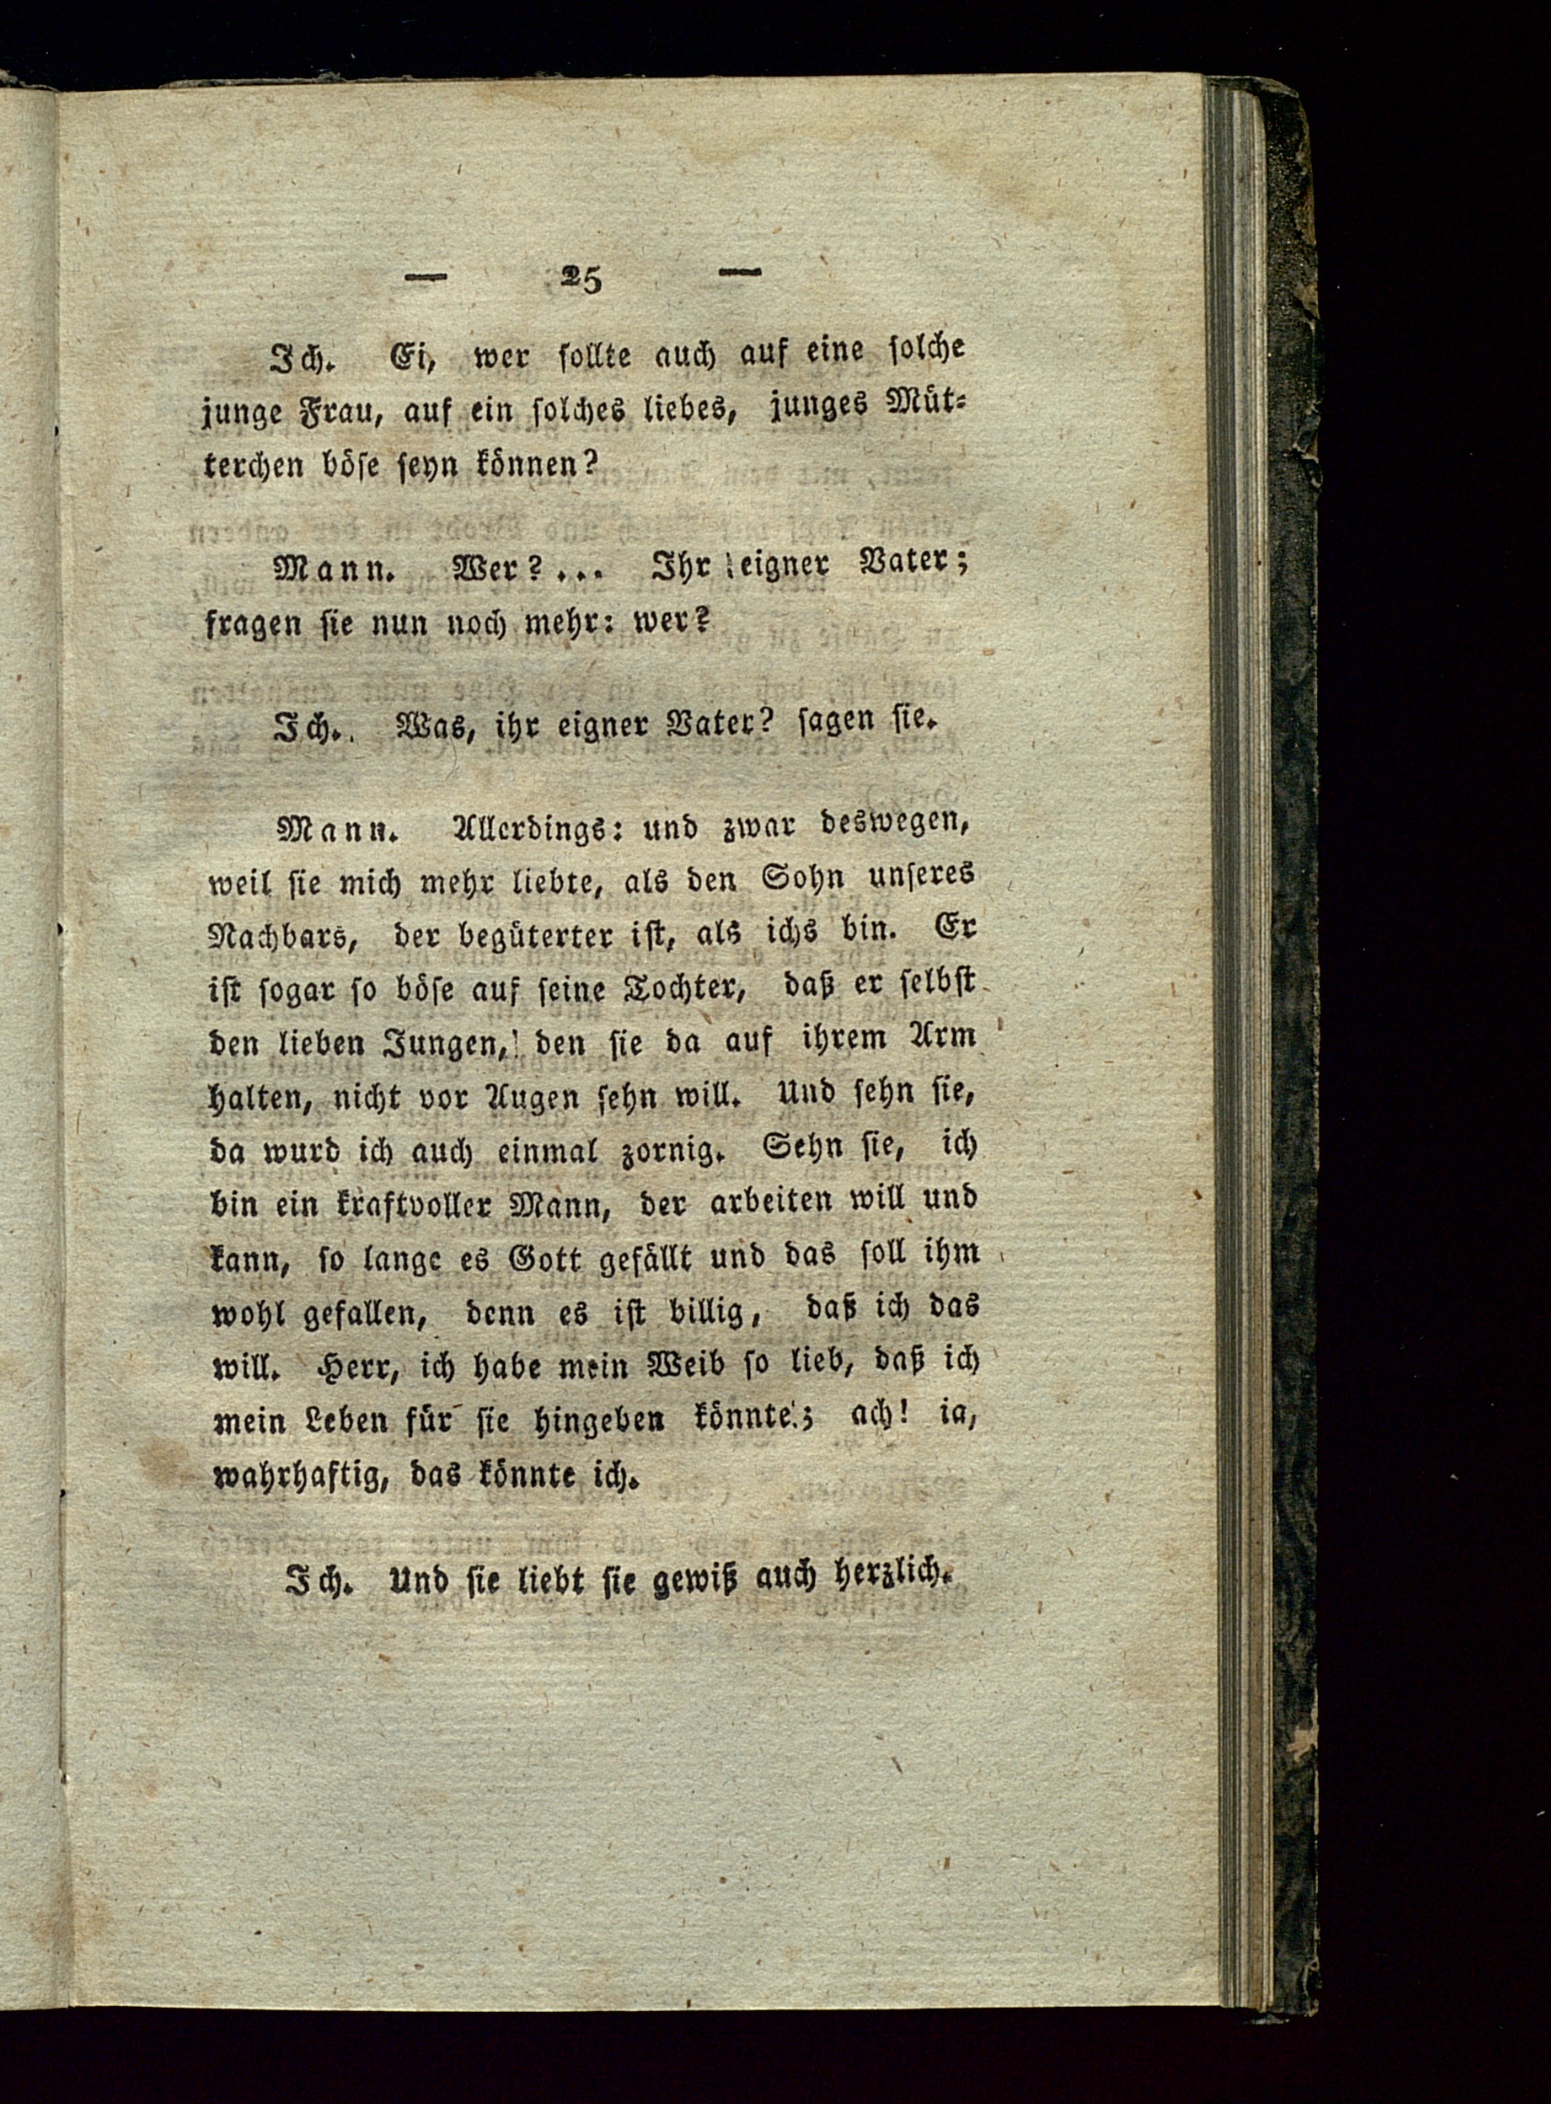 — 25 —
Ich. Ei, wer sollte auch auf eine solche
junge Frau, auf ein solches liebes, junges Müt-
terchen böse seyn können?
Mann. Wer?... Ihr eigner Vater;
fragen sie nun noch mehr: wer?
Ich. Was, ihr eigner Vater? sagen sie.
Mann. Allerdings: und zwar deswegen,
weil sie mich mehr liebte, als den Sohn unseres
Nachbars, der begüterter ist, als ichs bin. Er
ist sogar so böse auf seine Tochter, daß er selbst
den lieben Jungen, den sie da auf ihrem Arm
halten, nicht vor Augen sehn will. Und sehn sie,
da wurd ich auch einmal zornig. Sehn sie, ich
bin ein kraftvoller Mann, der arbeiten will und
kann, so lange es Gott gefällt und das soll ihm
wohl gefallen, denn es ist billig, daß ich das
will. Herr, ich habe mein Weib so lieb, daß ich
mein Leben für sie hingeben könnte; ach! ia,
wahrhaftig, das könnte ich.
Ich. Und sie liebt sie gewiß auch herzlich.